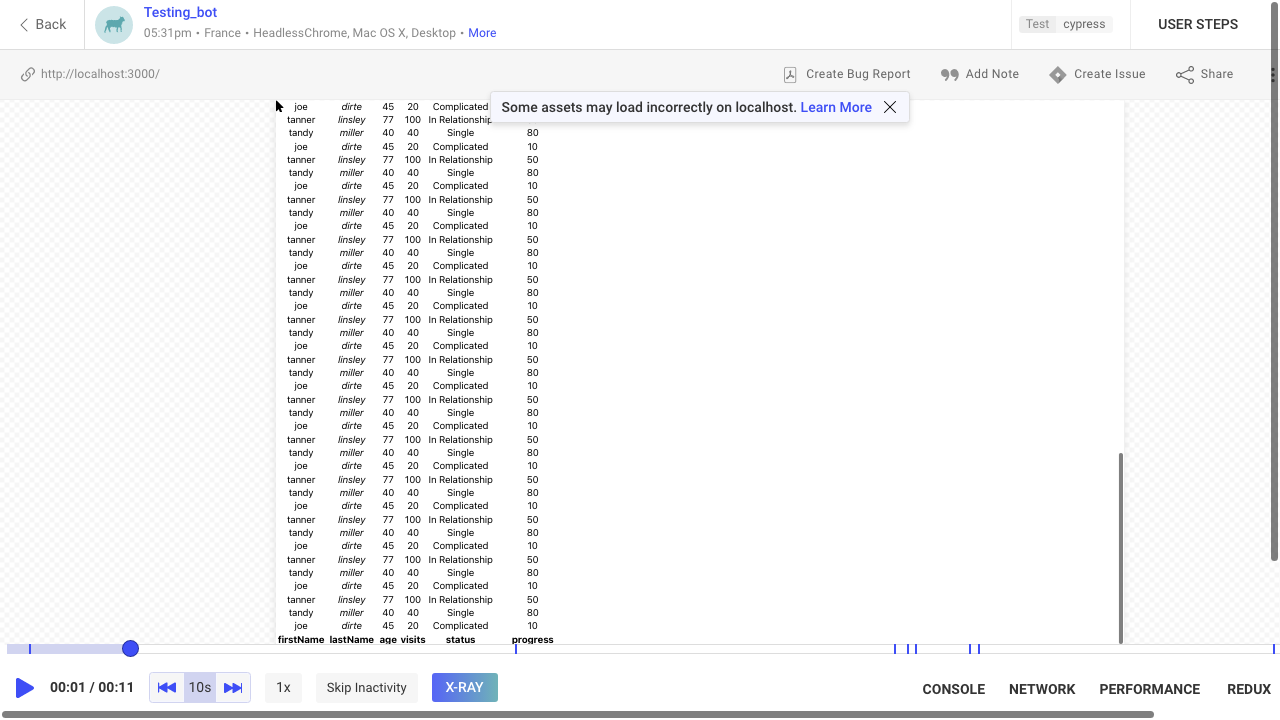 Back
Testing_bot
05:31pm • France • HeadlessChrome, Mac OS X, Desktop • More
Test cypress
USER STEPS
http://localhost:3000/
Create Bug Report
Add Note
Create Issue
Share
Some assets may load incorrectly on localhost. Learn More
joe dirte 45 20 Complicated
tanner linsley 77 100 In Relationship
tandy miller 40 40 Single 80
joe dirte 45 20 Complicated 10
tanner linsley 77 100 In Relationship 50
tandy miller 40 40 Single 80
joe dirte 45 20 Complicated 10
tanner linsley 77 100 In Relationship 50
tandy miller 40 40 Single 80
joe dirte 45 20 Complicated 10
tanner linsley 77 100 In Relationship 50
tandy miller 40 40 Single 80
joe dirte 45 20 Complicated 10
tanner linsley 77 100 In Relationship 50
tandy miller 40 40 Single 80
joe dirte 45 20 Complicated 10
tanner linsley 77 100 In Relationship 50
tandy miller 40 40 Single 80
joe dirte 45 20 Complicated 10
tanner linsley 77 100 In Relationship 50
tandy miller 40 40 Single 80
joe dirte 45 20 Complicated 10
tanner linsley 77 100 In Relationship 50
tandy miller 40 40 Single 80
joe dirte 45 20 Complicated 10
tanner linsley 77 100 In Relationship 50
tandy miller 40 40 Single 80
joe dirte 45 20 Complicated 10
tanner linsley 77 100 In Relationship 50
tandy miller 40 40 Single 80
joe dirte 45 20 Complicated 10
tanner linsley 77 100 In Relationship 50
tandy miller 40 40 Single 80
joe dirte 45 20 Complicated 10
tanner linsley 77 100 In Relationship 50
tandy miller 40 40 Single 80
joe dirte 45 20 Complicated 10
tanner linsley 77 100 In Relationship 50
tandy miller 40 40 Single 80
joe dirte 45 20 Complicated 10
firstName lastName age visits status progress
00:01 / 00:11
10s
1x
Skip Inactivity
X-RAY
CONSOLE
NETWORK
PERFORMANCE
REDUX